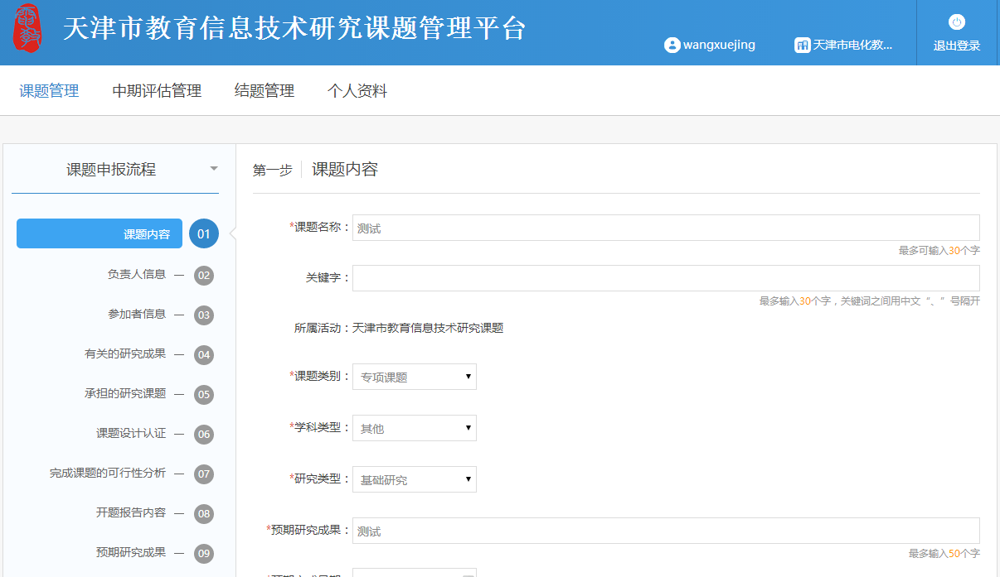 天津市教育信息技术研究课题管理平台
wangxuejing
天津市电化教...
退出登录
课题管理 中期评估管理 结题管理 个人资料
课题申报流程
课题内容 01
负责人信息 — 02
参加者信息 — 03
有关的研究成果 — 04
承担的研究课题 — 05
课题设计认证 — 06
完成课题的可行性分析 — 07
开题报告内容 — 08
预期研究成果 — 09
第一步 课题内容
*课题名称： 测试
最多可输入30个字
关键字：
最多输入30个字，关键词之间用中文“、”号隔开
所属活动：天津市教育信息技术研究课题
*课题类别： 专项课题
*学科类型： 其他
*研究类型： 基础研究
*预期研究成果： 测试
最多输入50个字